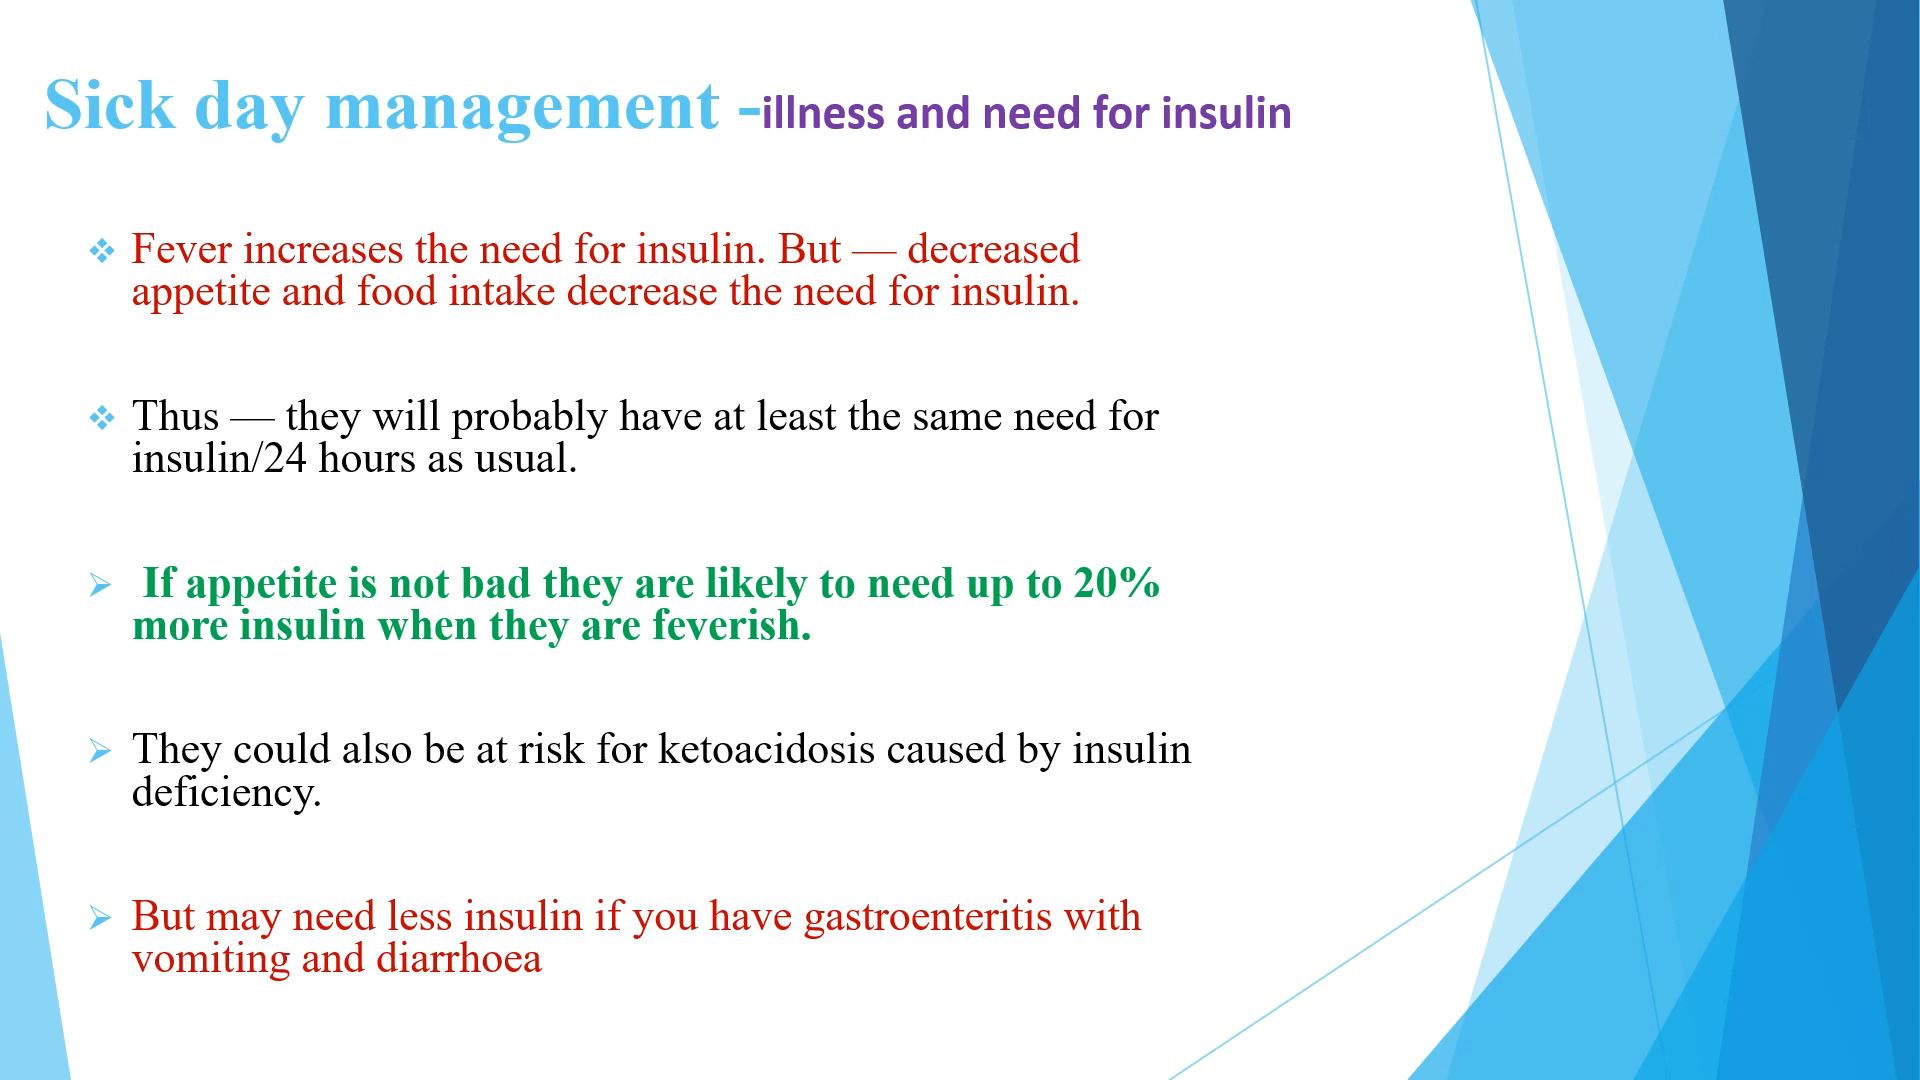 Sick day management -illness and need for insulin
❖ Fever increases the need for insulin. But — decreased
appetite and food intake decrease the need for insulin.
❖ Thus — they will probably have at least the same need for
insulin/24 hours as usual.
➢ If appetite is not bad they are likely to need up to 20%
more insulin when they are feverish.
➢ They could also be at risk for ketoacidosis caused by insulin
deficiency.
➢ But may need less insulin if you have gastroenteritis with
vomiting and diarrhoea